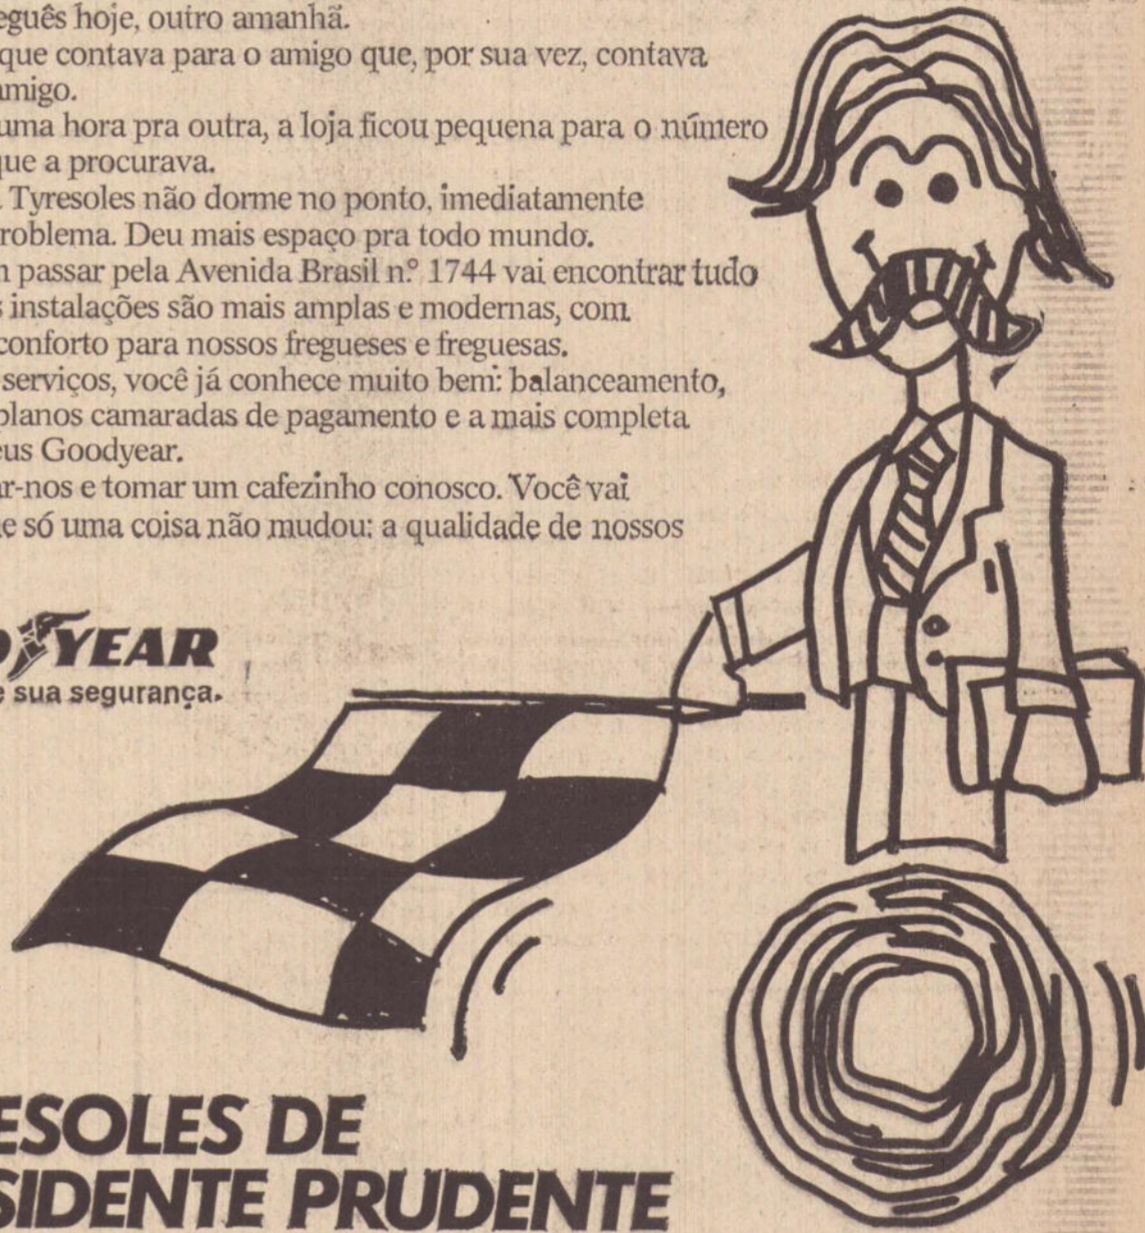 eguês hoje, outro amanhã.
que contava para o amigo que, por sua vez, contava
amigo.
uma hora pra outra, a loja ficou pequena para o número
que a procurava.
Tyresoles não dorme no ponto, imediatamente
roblema. Deu mais espaço pra todo mundo.
passar pela Avenida Brasil n.º 1744 vai encontrar tudo
s instalações são mais amplas e modernas, com
conforto para nossos fregueses e freguesas.
serviços, você já conhece muito bem: balanceamento,
planos camaradas de pagamento e a mais completa
eus Goodyear.
ar-nos e tomar um cafezinho conosco. Você vai
e só uma coisa não mudou: a qualidade de nossos
YEAR
e sua segurança.
ESOLES DE
SIDENTE PRUDENTE